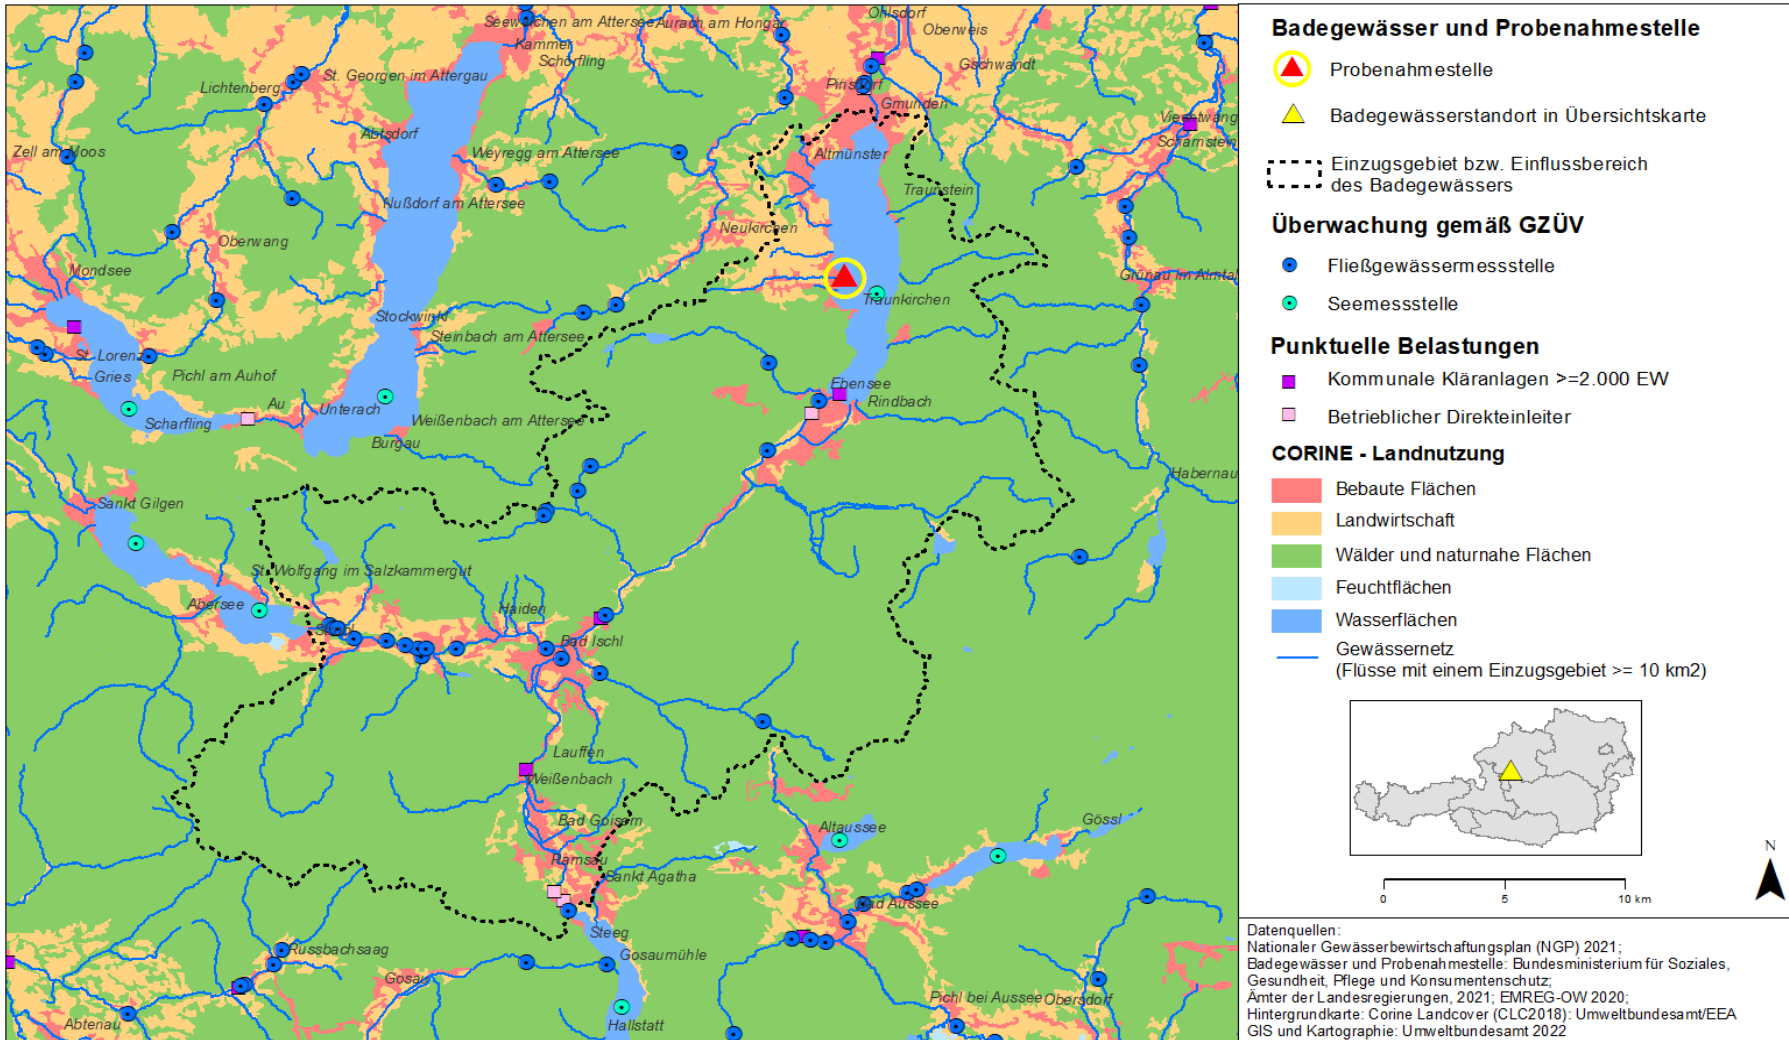 Seewalchen am Attersee
Aurach am Hongar
Ohlsdorf
Oberweis
Kammer
Schörfling
Gschwandt
St. Georgen im Attergau
Lichtenberg
Pinsdorf
Gmunden
Viechtwang
Scharnstein
Abtsdorf
Zell am Moos
Weyregg am Attersee
Altmünster
Traunstein
Nußdorf am Attersee
Neukirchen
Oberwang
Mondsee
Grünau im Almtal
Traunkirchen
Stockwinkl
Steinbach am Attersee
St. Lorenz
Gries
Pichl am Auhof
Ebensee
Rindbach
Au
Unterach
Scharfling
Weißenbach am Attersee
Burgau
Habernau
Sankt Gilgen
St. Wolfgang im Salzkammergut
Abersee
Haiden
Strobl
Bad Ischl
Lauffen
Weißenbach
Bad Goisern
Altaussee
Gössl
Ramsau
Sankt Agatha
Bad Aussee
Steeg
Russbachsaag
Gosaumühle
Gosau
Pichl bei Aussee
Obersdorf
Abtenau
Hallstatt
Badegewässer und Probenahmestelle
Probenahmestelle
Badegewässerstandort in Übersichtskarte
Einzugsgebiet bzw. Einflussbereich
des Badegewässers
Überwachung gemäß GZÜV
Fließgewässermessstelle
Seemessstelle
Punktuelle Belastungen
Kommunale Kläranlagen >=2.000 EW
Betrieblicher Direkteinleiter
CORINE - Landnutzung
Bebaute Flächen
Landwirtschaft
Wälder und naturnahe Flächen
Feuchtflächen
Wasserflächen
Gewässernetz
(Flüsse mit einem Einzugsgebiet >= 10 km2)
N
0 5 10 km
Datenquellen:
Nationaler Gewässerbewirtschaftungsplan (NGP) 2021;
Badegewässer und Probenahmestelle: Bundesministerium für Soziales,
Gesundheit, Pflege und Konsumentenschutz;
Ämter der Landesregierungen, 2021; EMREG-OW 2020;
Hintergrundkarte: Corine Landcover (CLC2018): Umweltbundesamt/EEA
GIS und Kartographie: Umweltbundesamt 2022